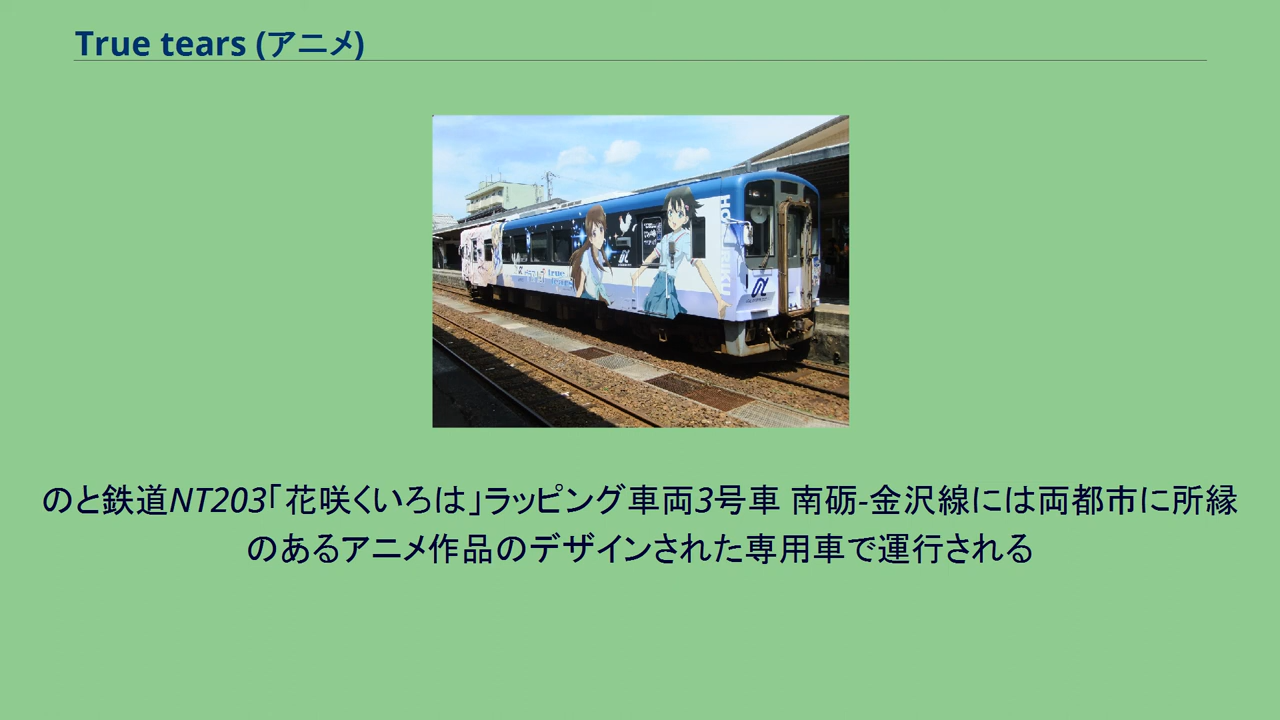 True tears (アニメ)
true tears
のと鉄道NT203「花咲くいろは」ラッピング車両3号車 南砺-金沢線には両都市に所縁
のあるアニメ作品のデザインされた専用車で運行される